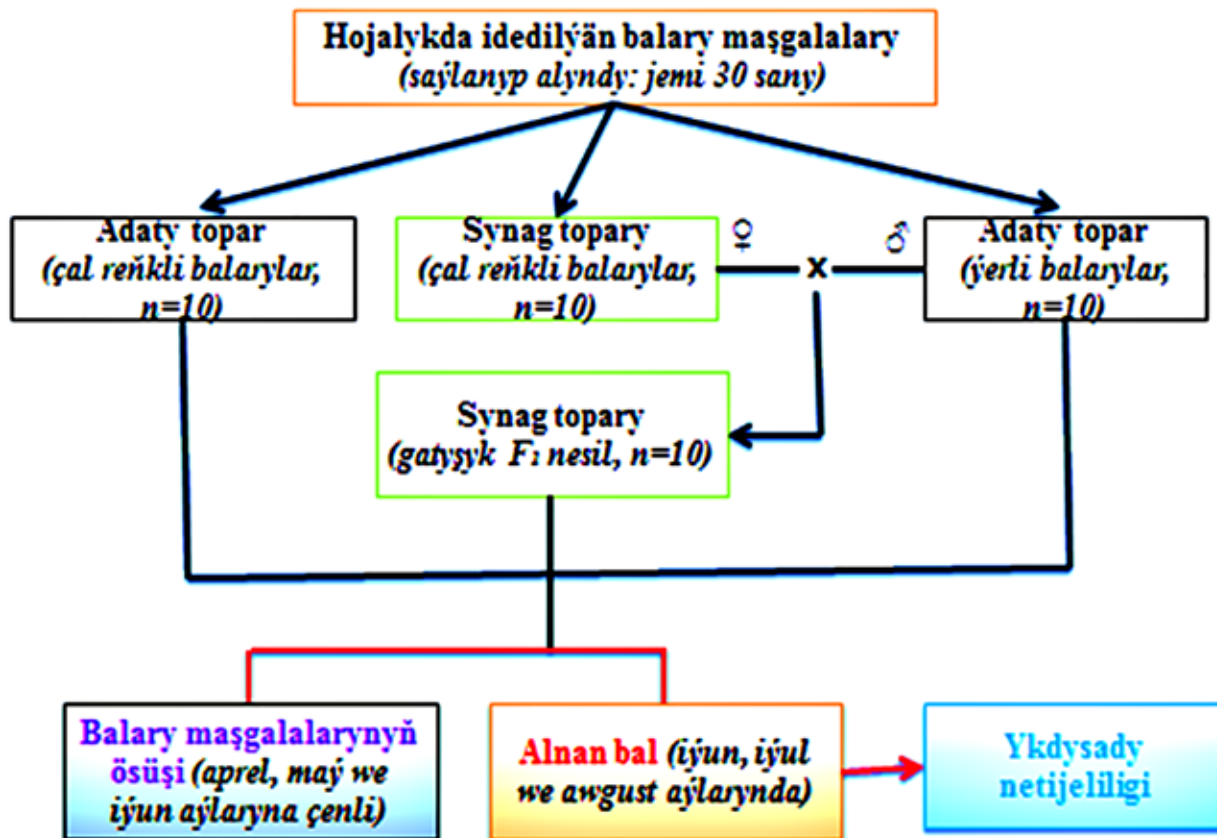 Hojalykda idedilýän balary maşgalalary
(saýlanyp alyndy: jemi 30 sany)
Adaty topar
(çal reňkli balarylar,
n=10)
Synag topary
(çal reňkli balarylar,
n=10)
♀
x
♂
Adaty topar
(ýerli balarylar,
n=10)
Synag topary
(gatyşyk F₁ nesil, n=10)
Balary maşgalalarynyň
ösüşi (aprel, maý we
iýun aýlaryna çenli)
Alnan bal (iýun, iýul
we awgust aýlarynda)
Ykdysady
netijeliligi